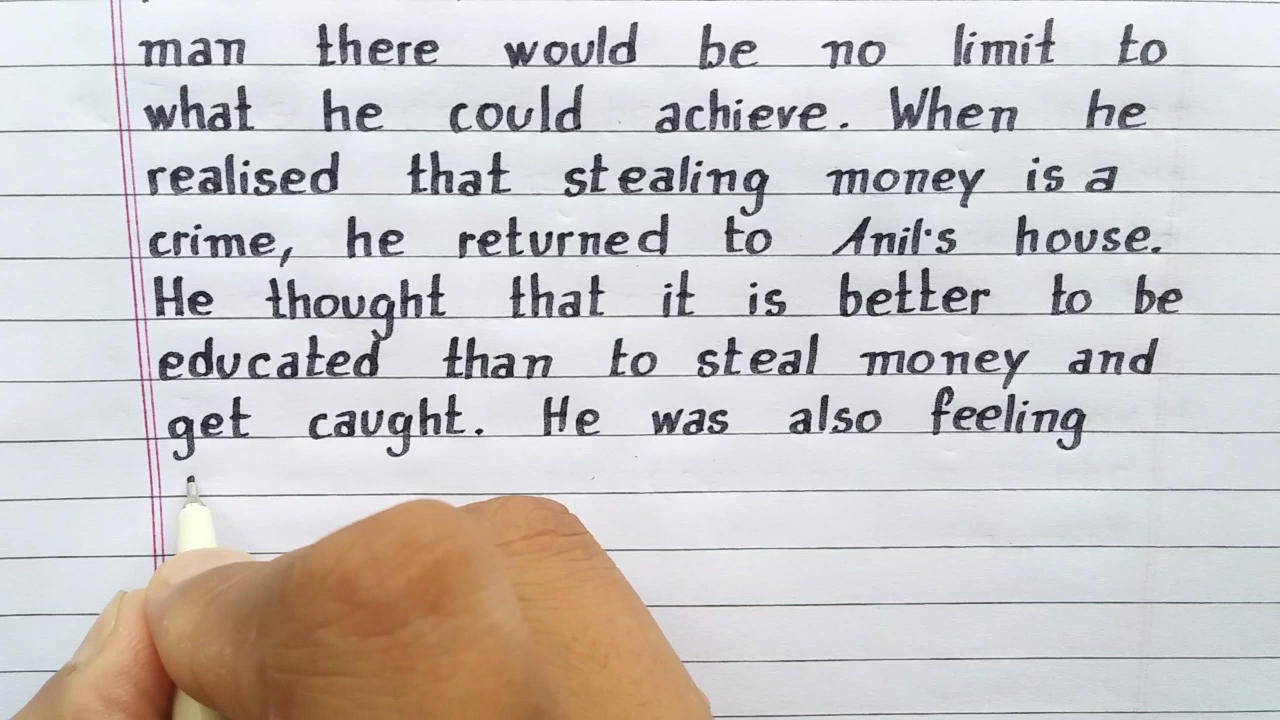 man there would be no limit to
what he could achieve. When he
realised that stealing money is a
crime, he returned to Anil's house.
He thought that it is better to be
educated than to steal money and
get caught. He was also feeling